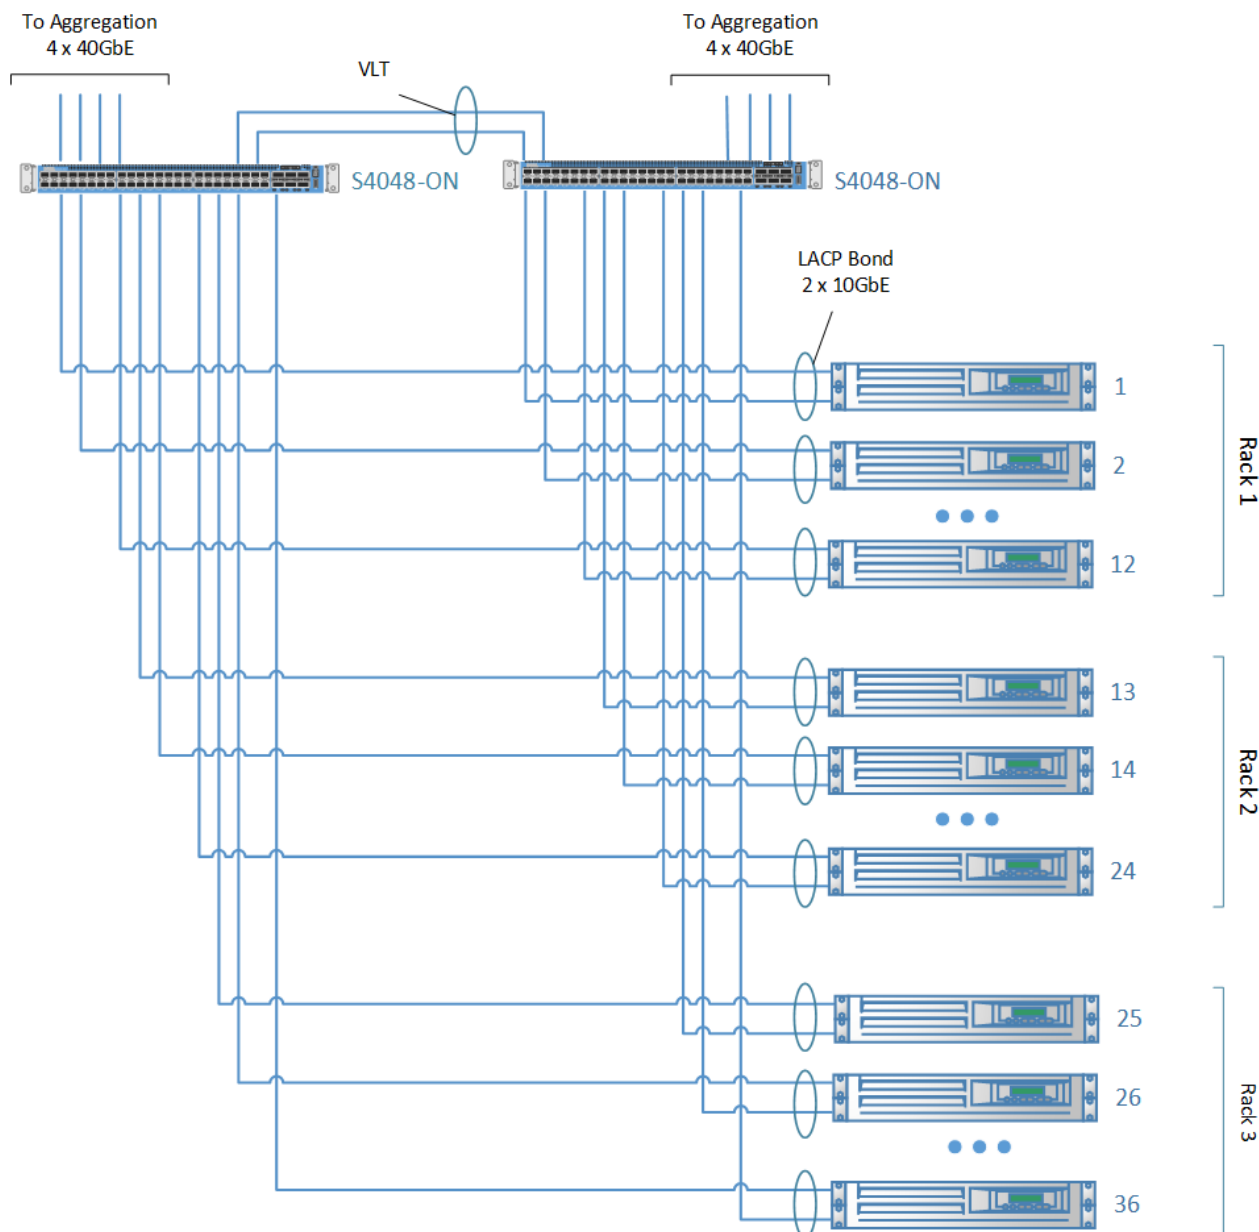 To Aggregation
4 x 40GbE
To Aggregation
4 x 40GbE
VLT
S4048-ON
S4048-ON
LACP Bond
2 x 10GbE
1
2
12
Rack 1
13
14
24
Rack 2
25
26
36
Rack 3